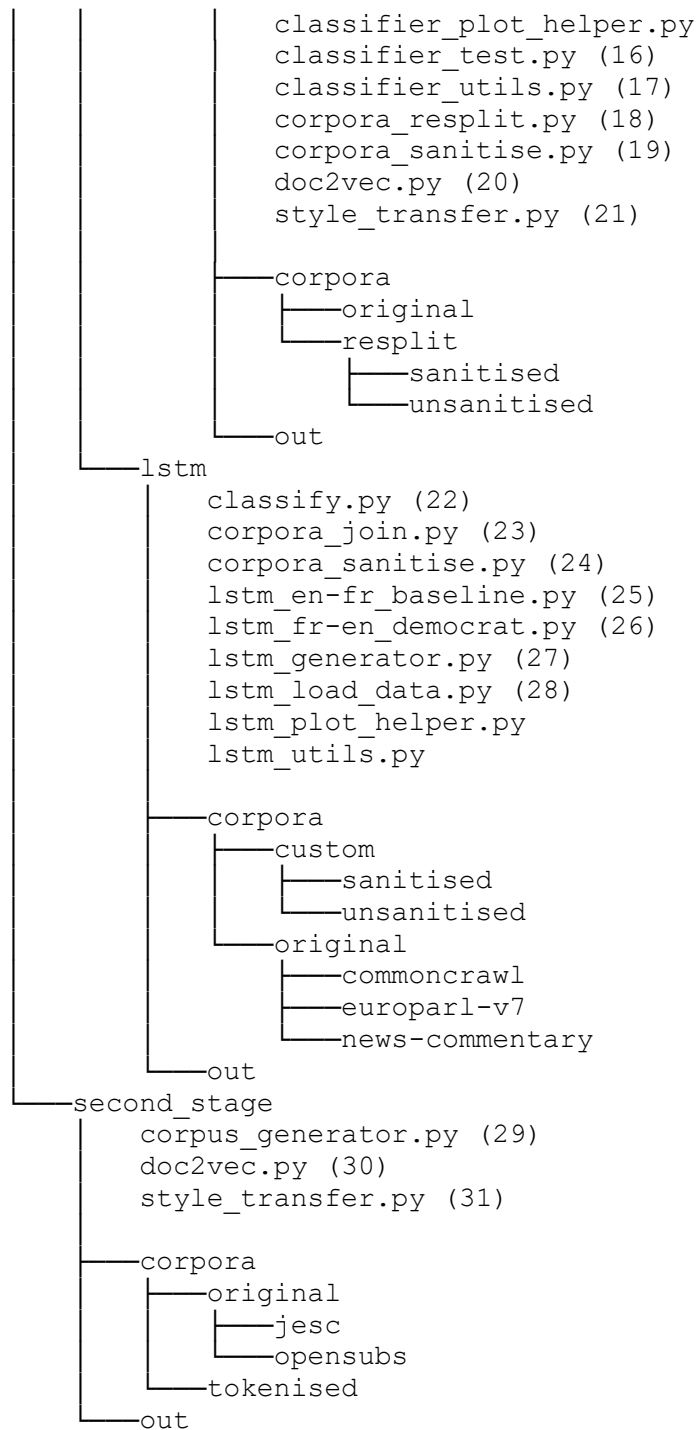 classifier_plot_helper.py
classifier_test.py (16)
classifier_utils.py (17)
corpora_resplit.py (18)
corpora_sanitise.py (19)
doc2vec.py (20)
style_transfer.py (21)
corpora
original
resplit
sanitised
unsanitised
out
lstm
classify.py (22)
corpora_join.py (23)
corpora_sanitise.py (24)
lstm_en-fr_baseline.py (25)
lstm_fr-en_democrat.py (26)
lstm_generator.py (27)
lstm_load_data.py (28)
lstm_plot_helper.py
lstm_utils.py
corpora
custom
sanitised
unsanitised
original
commoncrawl
europarl-v7
news-commentary
out
second_stage
corpus_generator.py (29)
doc2vec.py (30)
style_transfer.py (31)
corpora
original
jesc
opensubs
tokenised
out